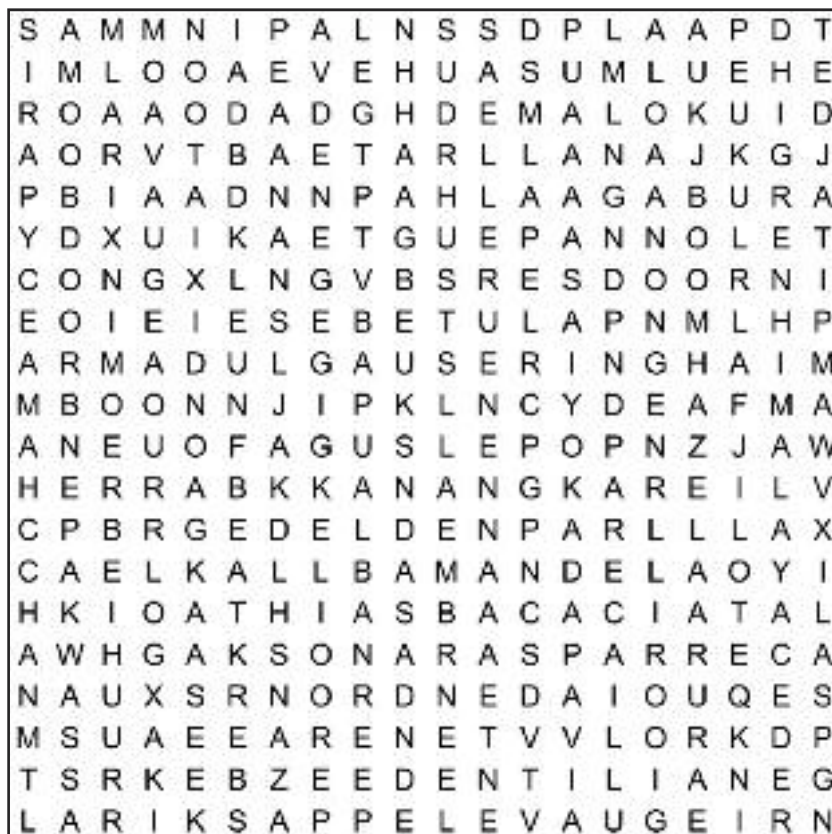 S A M M N I P A L N S S D P L A A P D T
I M L O O A E V E H U A S U M L U E H E
R O A A O D A D G H D E M A L O K U I D
A O R V T B A E T A R L L A N A J K G J
P B I A A D N N P A H L A A G A B U R A
Y D X U I K A E T G U E P A N N O L E T
C O N G X L N G V B S R E S D O O R N I
E O I E I E S E B E T U L A P N M L H P
A R M A D U L G A U S E R I N G H A I M
M B O O N N J I P K L N C Y D E A F M A
A N E U O F A G U S L E P O P N Z J A W
H E R R A B K K A N A N G K A R E I L V
C P B R G E D E L D E N P A R L L L A X
C A E L K A L L B A M A N D E L A O Y I
H K I O A T H I A S B A C A C I A T A L
A W H G A K S O N A R A S P A R R E C A
N A U X S R N O R D N E D A I O U Q E S
M S U A E E A R E N E T V V L O R K D P
T S R K E B Z E E D E N T I L I A N E G
L A R I K S A P P E L E V A U G E I R N